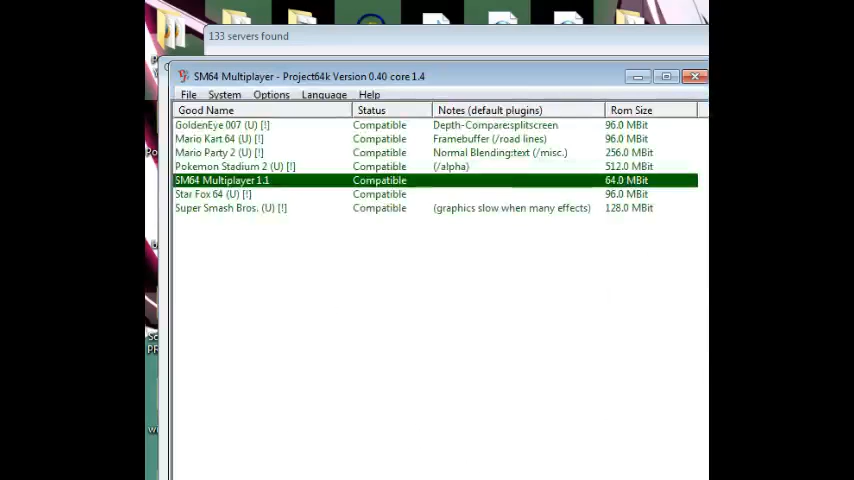 133 servers found
SM64 Multiplayer - Project64k Version 0.40 core 1.4
File System Options Language Help
Good Name Status Notes (default plugins) Rom Size
GoldenEye 007 (U) [!] Compatible Depth-Compare:splitscreen 96.0 MBit
Mario Kart 64 (U) [!] Compatible Framebuffer (/road lines) 96.0 MBit
Mario Party 2 (U) [!] Compatible Normal Blending:text (/misc.) 256.0 MBit
Pokemon Stadium 2 (U) [!] Compatible (/alpha) 512.0 MBit
SM64 Multiplayer 1.1 Compatible 64.0 MBit
Star Fox 64 (U) [!] Compatible 96.0 MBit
Super Smash Bros. (U) [!] Compatible (graphics slow when many effects) 128.0 MBit